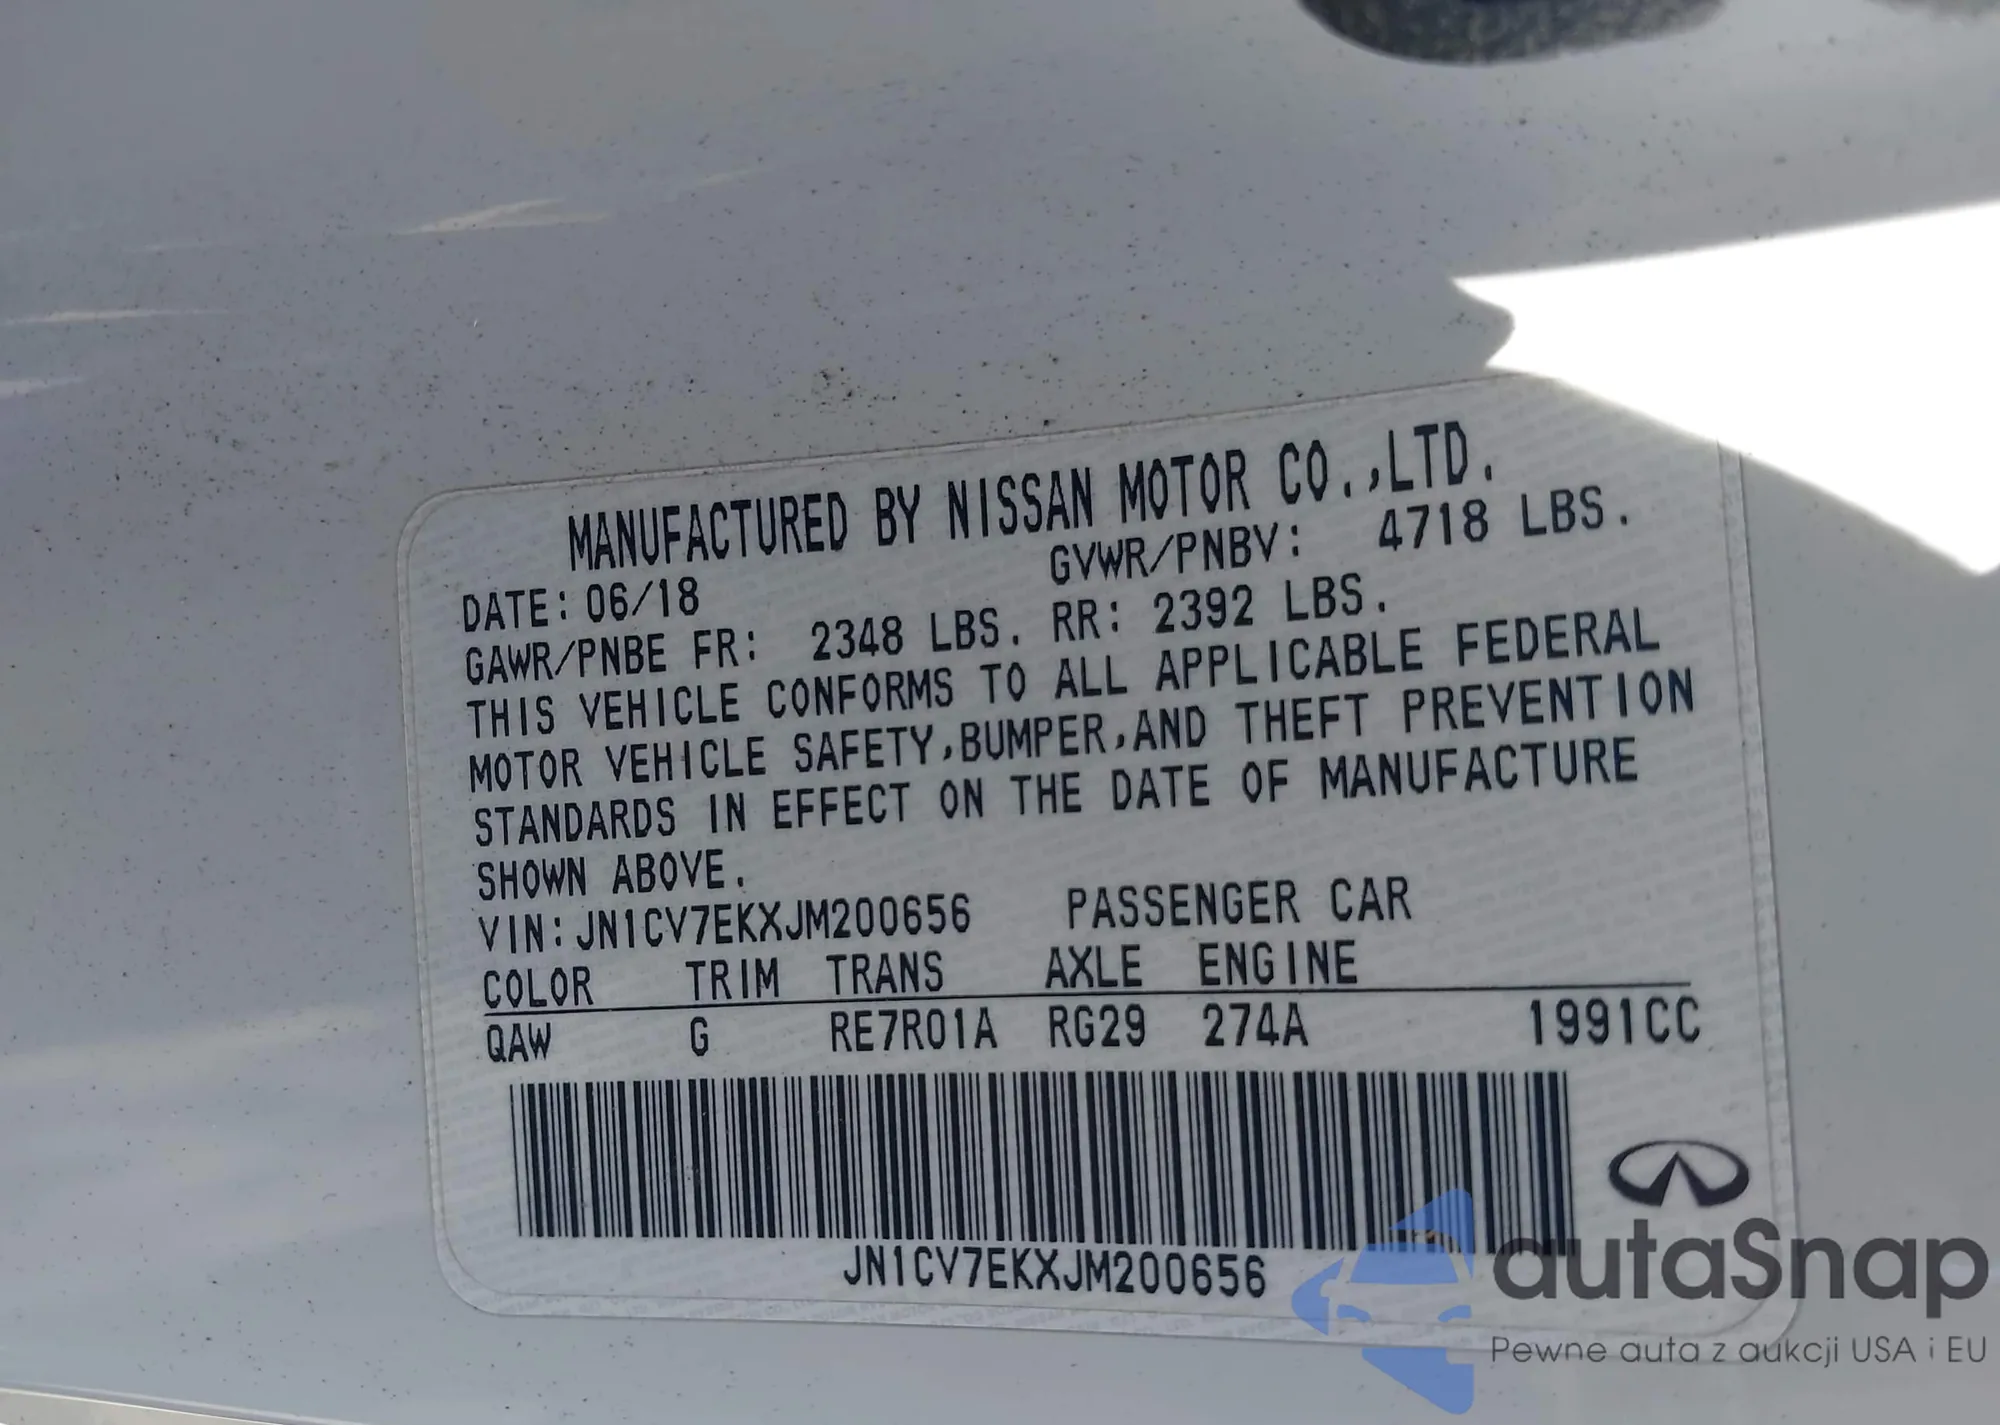 MANUFACTURED BY NISSAN MOTOR CO.,LTD.
DATE: 06/18 GVWR/PNBV: 4718 LBS.
GAWR/PNBE FR: 2348 LBS. RR: 2392 LBS.
THIS VEHICLE CONFORMS TO ALL APPLICABLE FEDERAL
MOTOR VEHICLE SAFETY,BUMPER,AND THEFT PREVENTION
STANDARDS IN EFFECT ON THE DATE OF MANUFACTURE
SHOWN ABOVE.
VIN:JN1CV7EKXJM200656 PASSENGER CAR
COLOR TRIM TRANS AXLE ENGINE
QAW G RE7R01A RG29 274A 1991CC
JN1CV7EKXJM200656
autaSnap
Pewne auta z aukcji USA i EU